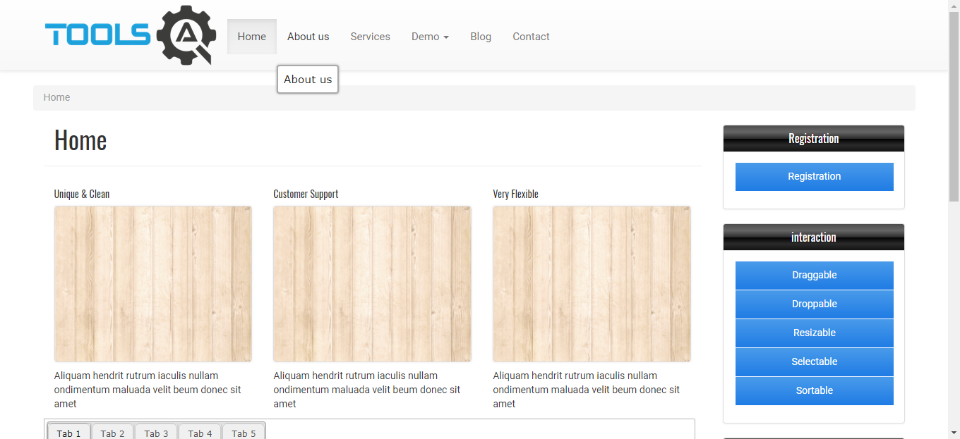 TOOLS QA
Home About us Services Demo Blog Contact
About us
Home
Home
Unique & Clean
Customer Support
Very Flexible
Aliquam hendrit rutrum iaculis nullam
ondimentum maluada velit beum donec sit
amet
Aliquam hendrit rutrum iaculis nullam
ondimentum maluada velit beum donec sit
amet
Aliquam hendrit rutrum iaculis nullam
ondimentum maluada velit beum donec sit
amet
Tab 1 Tab 2 Tab 3 Tab 4 Tab 5
Registration
Registration
interaction
Draggable
Droppable
Resizable
Selectable
Sortable